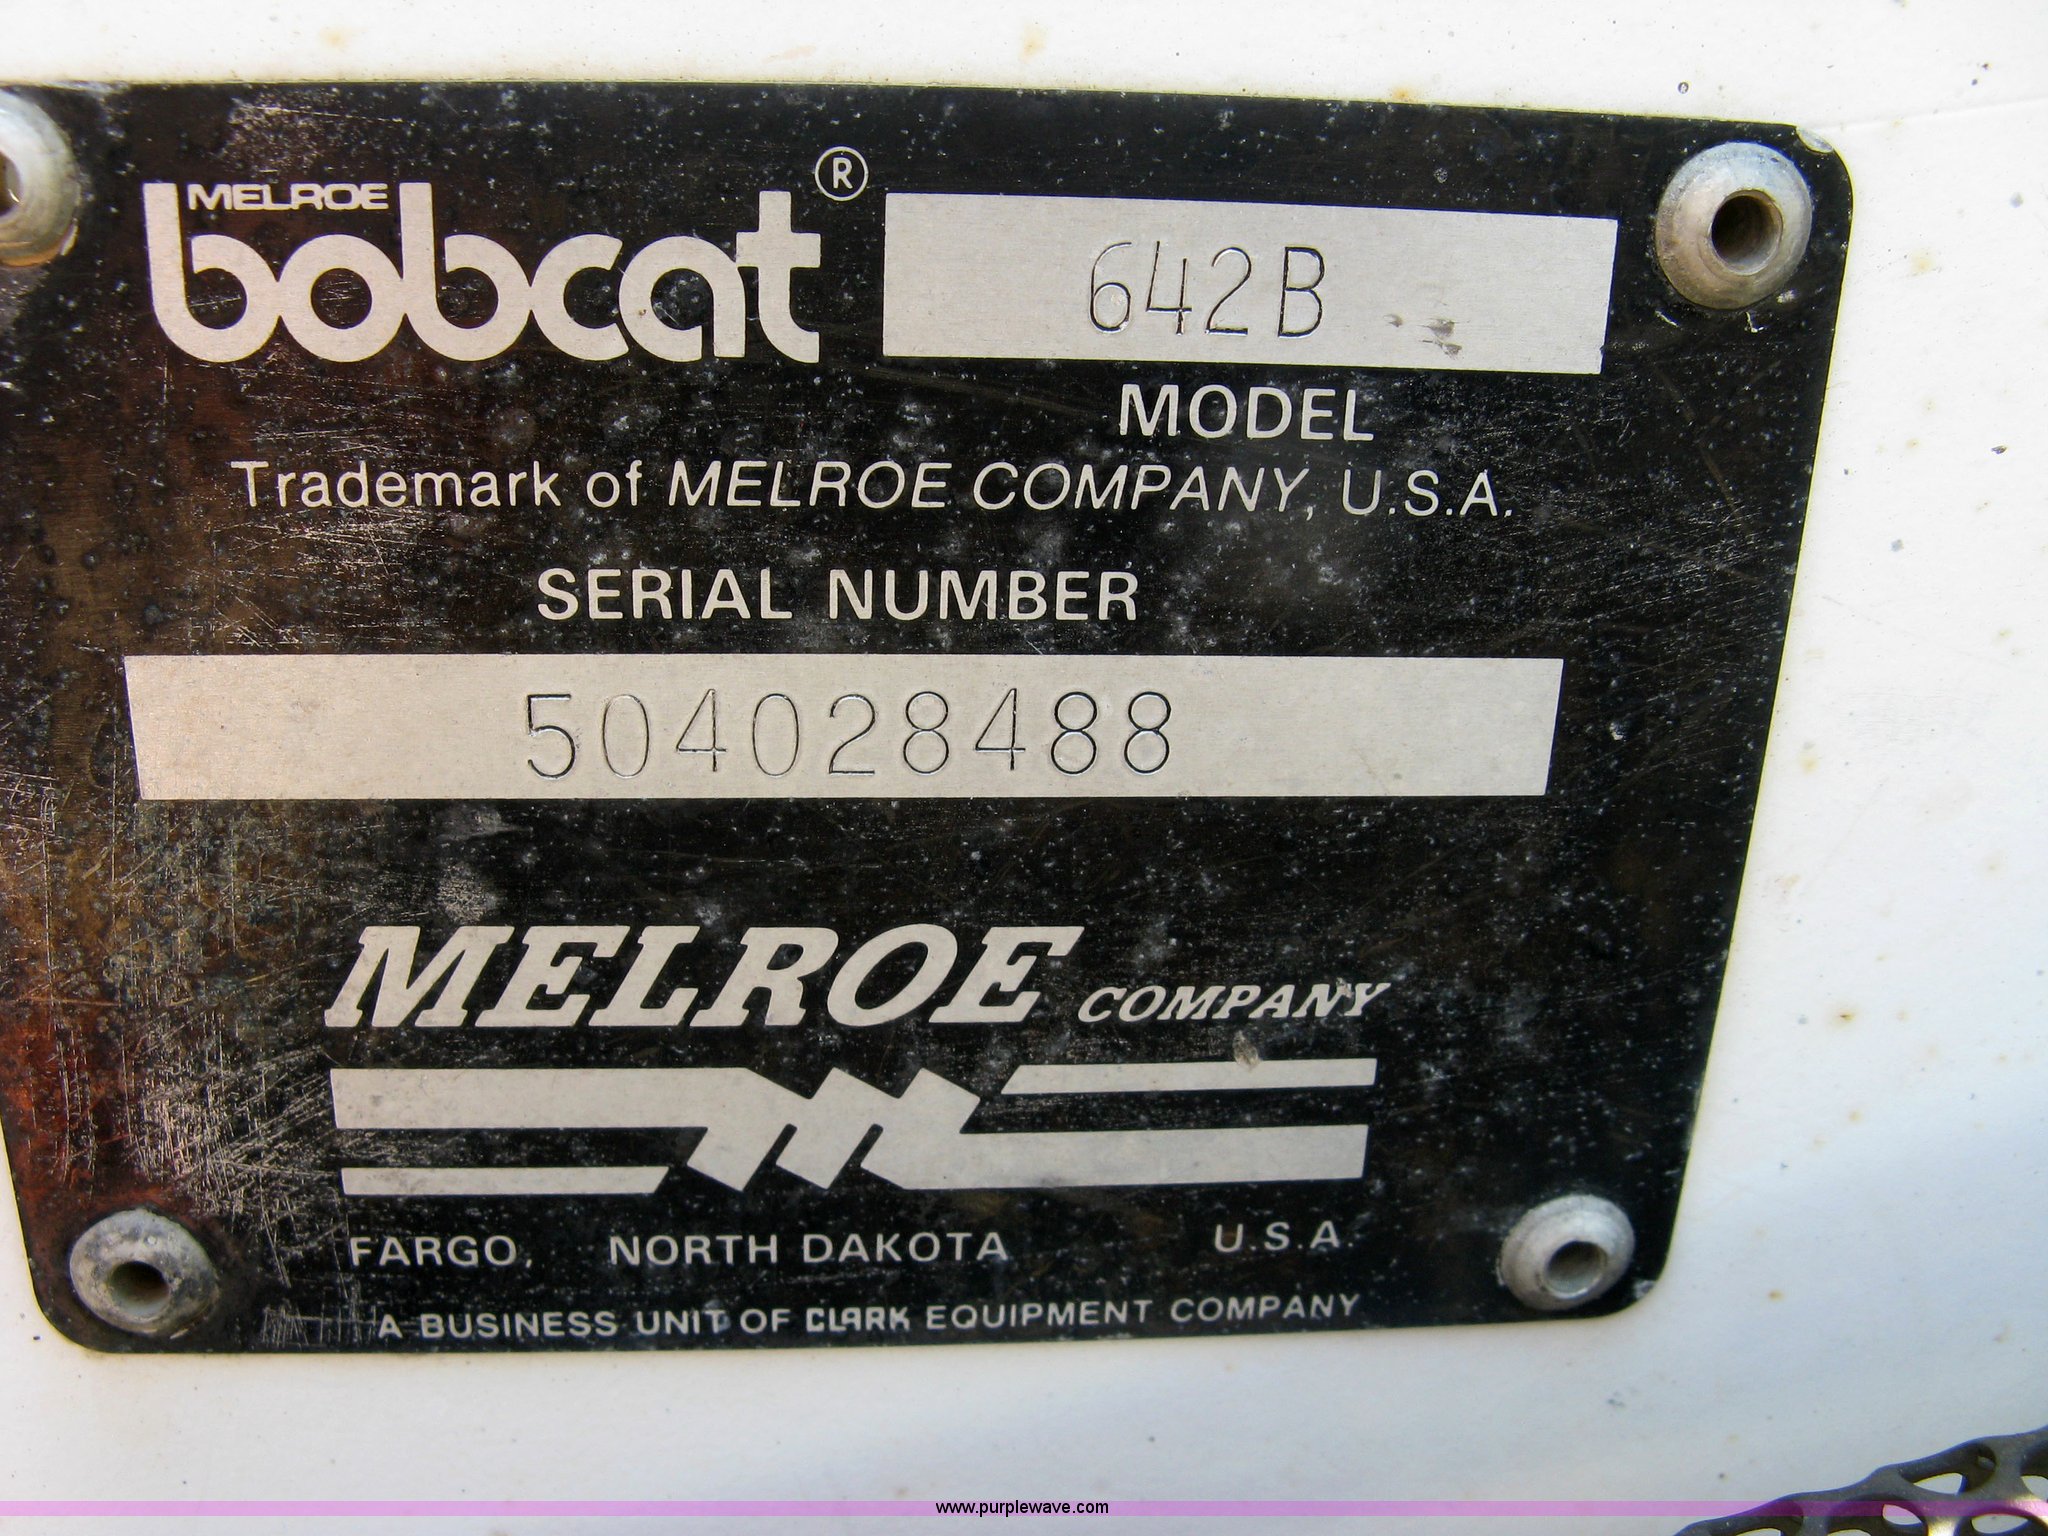 MELROE
bobcat®
642B
MODEL
Trademark of MELROE COMPANY, U.S.A.
SERIAL NUMBER
504028488
MELROE COMPANY
FARGO, NORTH DAKOTA U.S.A.
A BUSINESS UNIT OF CLARK EQUIPMENT COMPANY
www.purplewave.com